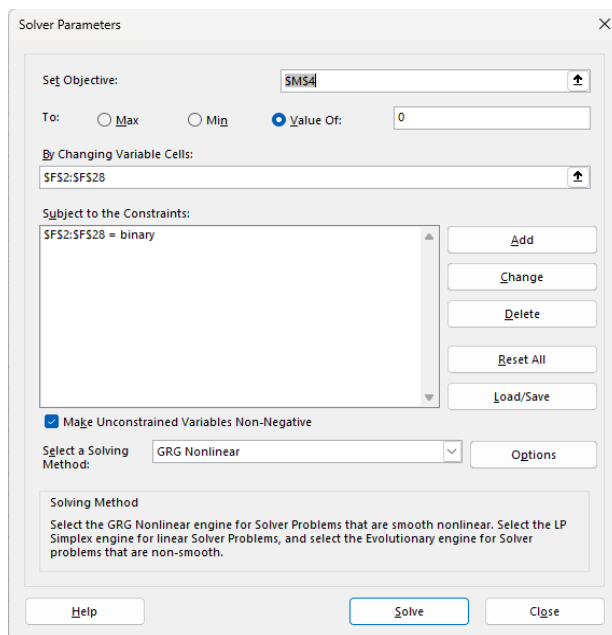 Solver Parameters
Set Objective:
$M$4
To:
Max
Min
Value Of:
0
By Changing Variable Cells:
$F$2:$F$28
Subject to the Constraints:
$F$2:$F$28 = binary
Add
Change
Delete
Reset All
Load/Save
Make Unconstrained Variables Non-Negative
Select a Solving
Method:
GRG Nonlinear
Options
Solving Method
Select the GRG Nonlinear engine for Solver Problems that are smooth nonlinear. Select the LP
Simplex engine for linear Solver Problems, and select the Evolutionary engine for Solver
problems that are non-smooth.
Help
Solve
Close